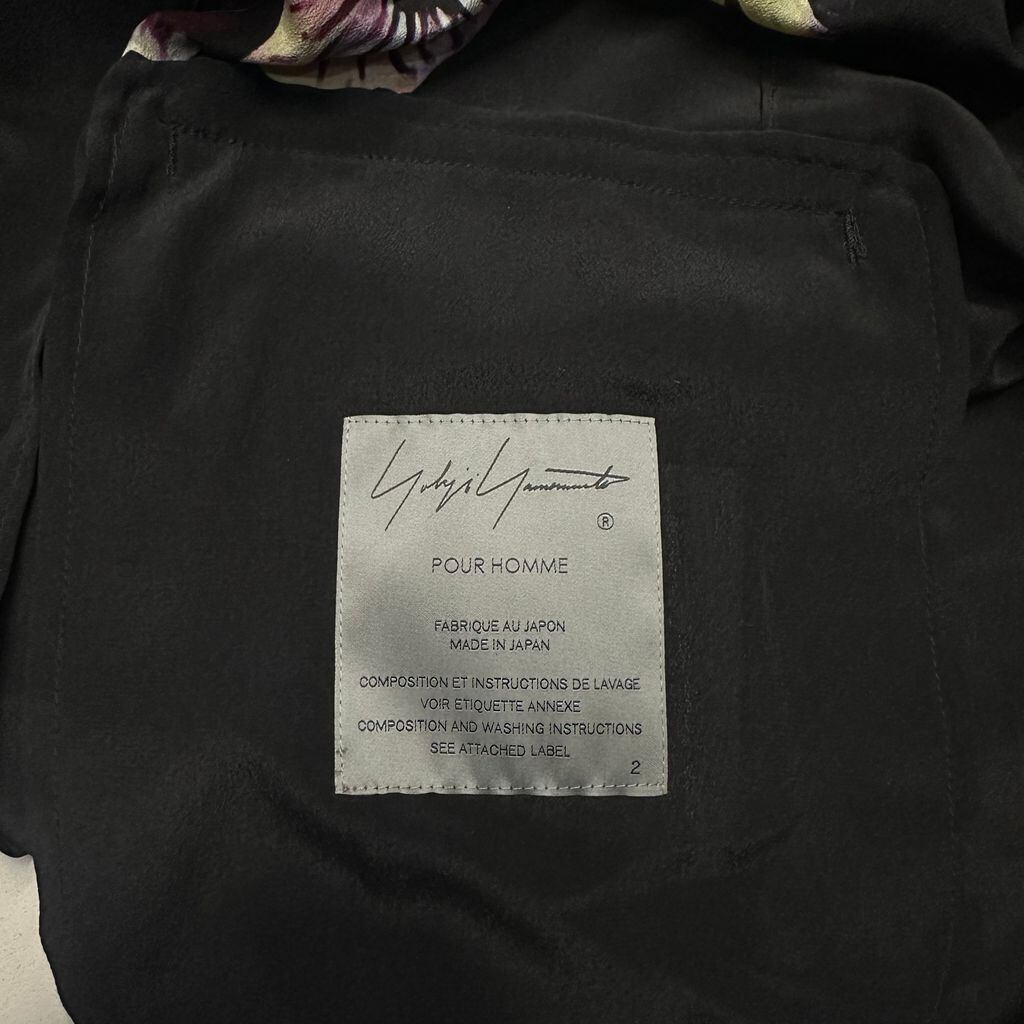 Yohji Yamamoto
®
POUR HOMME
FABRIQUE AU JAPON
MADE IN JAPAN
COMPOSITION ET INSTRUCTIONS DE LAVAGE
VOIR ETIQUETTE ANNEXE
COMPOSITION AND WASHING INSTRUCTIONS
SEE ATTACHED LABEL
2